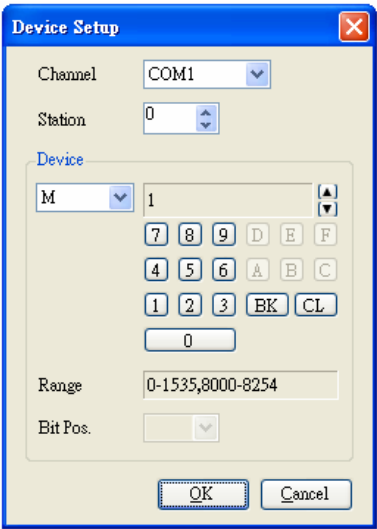 Device Setup
Channel COM1
Station 0
Device
M 1
7 8 9 D E F
4 5 6 A B C
1 2 3 BK CL
0
Range 0-1535,8000-8254
Bit Pos.
OK Cancel